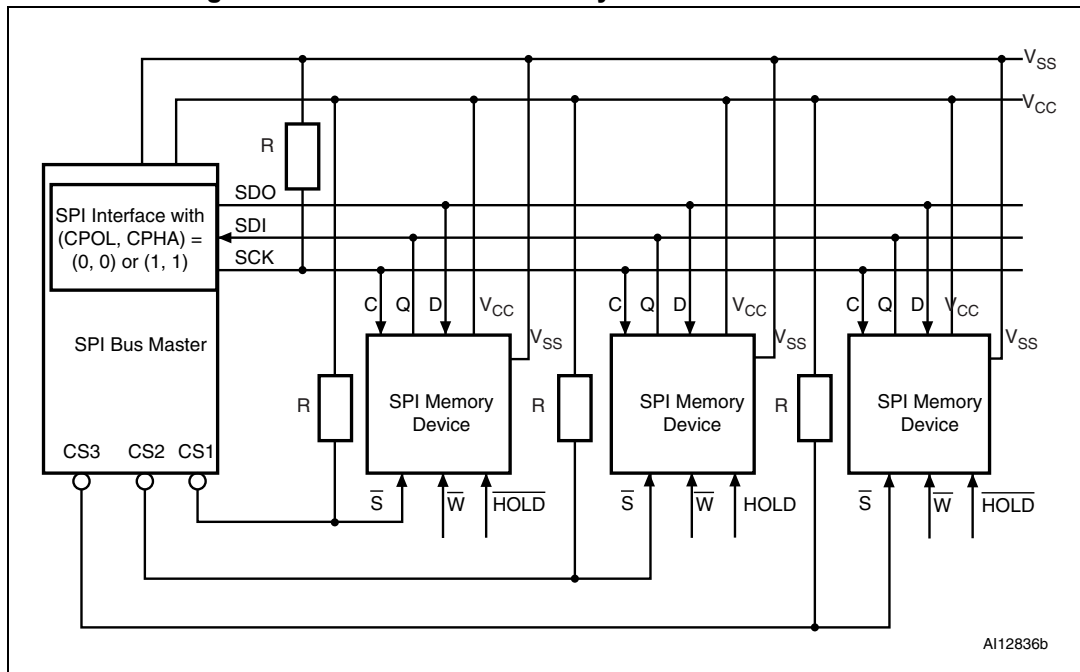 V_SS
V_CC
R
SDO
SPI Interface with
(CPOL, CPHA) =
(0, 0) or (1, 1)
SDI
SCK
SPI Bus Master
C Q D V_CC V_SS
C Q D V_CC V_SS
C Q D V_CC V_SS
R
SPI Memory
Device
R
SPI Memory
Device
R
SPI Memory
Device
CS3 CS2 CS1
S̅ W̅ H̅O̅L̅D̅
S̅ W̅ HOLD
S̅ W̅ H̅O̅L̅D̅
AI12836b